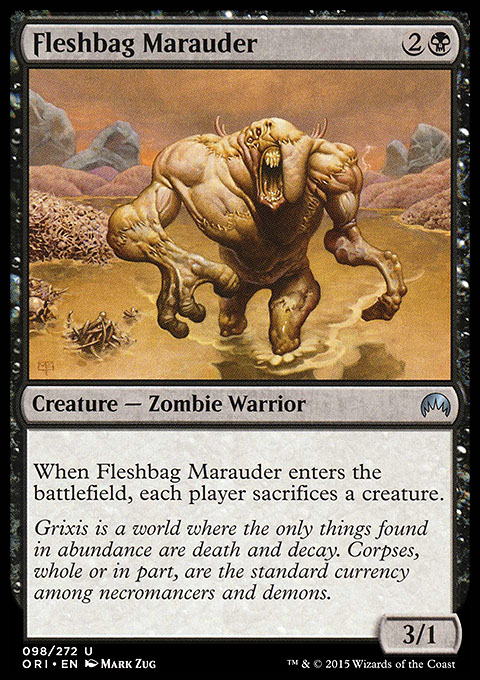 Fleshbag Marauder 2
Creature — Zombie Warrior
When Fleshbag Marauder enters the
battlefield, each player sacrifices a creature.
Grixis is a world where the only things found
in abundance are death and decay. Corpses,
whole or in part, are the standard currency
among necromancers and demons.
3/1
098/272 U
ORI • EN Mark Zug
™ & © 2015 Wizards of the Coast